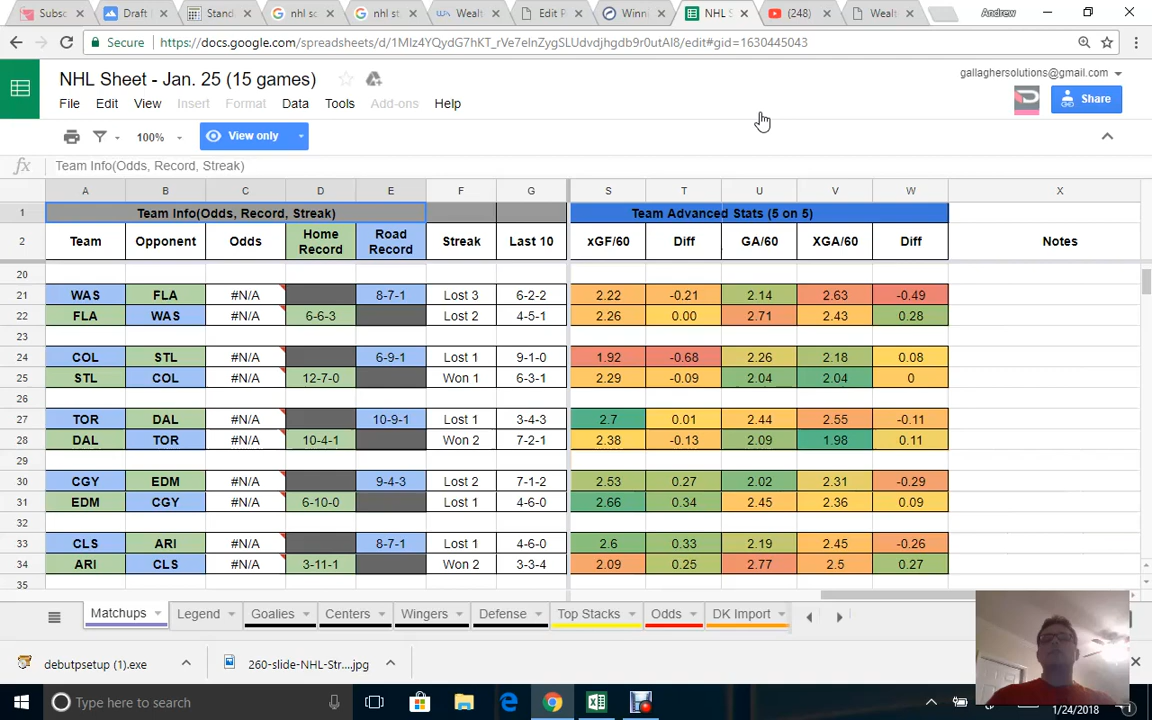 Subsc Draft Stand nhl sc nhl st Wealt Edit P Winni NHL S (248) Wealt Andrew
Secure https://docs.google.com/spreadsheets/d/1MIz4YQydG7hKT_rVe7eInZygSLUdvdjhgdb9r0utAI8/edit#gid=1630445043
NHL Sheet - Jan. 25 (15 games) gallaghersolutions@gmail.com
File Edit View Insert Format Data Tools Add-ons Help Share
100% View only
fx Team Info(Odds, Record, Streak)
A B C D E F G S T U V W X
1 Team Info(Odds, Record, Streak) Team Advanced Stats (5 on 5)
2 Team Opponent Odds Home Record Road Record Streak Last 10 xGF/60 Diff GA/60 XGA/60 Diff Notes
20
21 WAS FLA #N/A 8-7-1 Lost 3 6-2-2 2.22 -0.21 2.14 2.63 -0.49
22 FLA WAS #N/A 6-6-3 Lost 2 4-5-1 2.26 0.00 2.71 2.43 0.28
23
24 COL STL #N/A 6-9-1 Lost 1 9-1-0 1.92 -0.68 2.26 2.18 0.08
25 STL COL #N/A 12-7-0 Won 1 6-3-1 2.29 -0.09 2.04 2.04 0
26
27 TOR DAL #N/A 10-9-1 Lost 1 3-4-3 2.7 0.01 2.44 2.55 -0.11
28 DAL TOR #N/A 10-4-1 Won 2 7-2-1 2.38 -0.13 2.09 1.98 0.11
29
30 CGY EDM #N/A 9-4-3 Lost 2 7-1-2 2.53 0.27 2.02 2.31 -0.29
31 EDM CGY #N/A 6-10-0 Lost 1 4-6-0 2.66 0.34 2.45 2.36 0.09
32
33 CLS ARI #N/A 8-7-1 Lost 1 4-6-0 2.6 0.33 2.19 2.45 -0.26
34 ARI CLS #N/A 3-11-1 Won 2 3-3-4 2.09 0.25 2.77 2.5 0.27
35
Matchups Legend Goalies Centers Wingers Defense Top Stacks Odds DK Import
debutpsetup (1).exe 260-slide-NHL-Str....jpg
Type here to search 1/24/2018